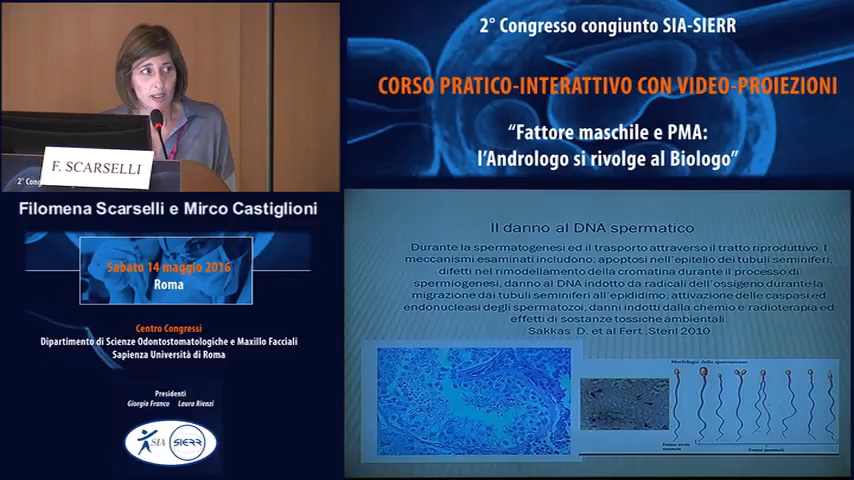 F. SCARSELLI
2° Cong
Filomena Scarselli e Mirco Castiglioni
Sabato 14 maggio 2016
Roma
Centro Congressi
Dipartimento di Scienze Odontostomatologiche e Maxillo Facciali
Sapienza Università di Roma
Presidenti
Giorgio Franco Laura Rienzi
SIA
SIERR
2° Congresso congiunto SIA-SIERR
CORSO PRATICO-INTERATTIVO CON VIDEO-PROIEZIONI
“Fattore maschile e PMA:
l’Andrologo si rivolge al Biologo”
Il danno al DNA spermatico
Durante la spermatogenesi ed il trasporto attraverso il tratto riproduttivo. I
meccanismi esaminati includono: apoptosi nell'epitelio dei tubuli seminiferi,
difetti nel rimodellamento della cromatina durante il processo di
spermiogenesi, danno al DNA indotto da radicali dell'ossigeno durante la
migrazione dai tubuli seminiferi all'epididimo, attivazione delle caspasi ed
endonucleasi degli spermatozoi, danni indotti dalla chemio e radioterapia ed
effetti di sostanze tossiche ambientali.
Sakkas D. et al Fert. Steril 2010
Morfologia dello spermatozoo